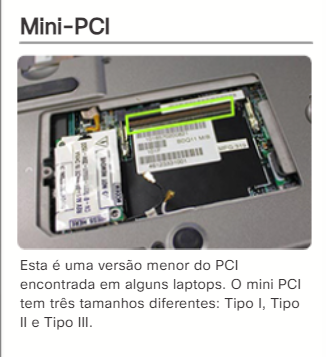 Mini-PCI
Esta é uma versão menor do PCI
encontrada em alguns laptops. O mini PCI
tem três tamanhos diferentes: Tipo I, Tipo
II e Tipo III.